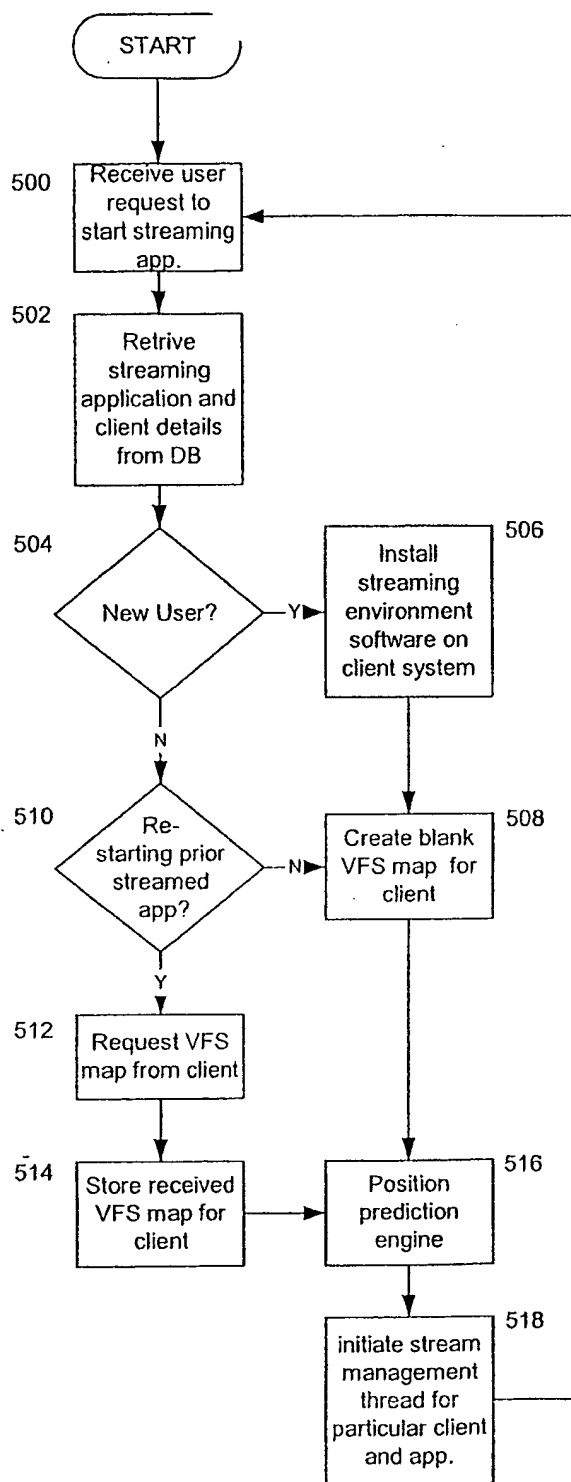 START
500
Receive user
request to
start streaming
app.
502
Retrive
streaming
application and
client details
from DB
504
New User?
Y
506
Install
streaming
environment
software on
client system
N
510
Re-
starting prior
streamed
app?
N
508
Create blank
VFS map for
client
Y
512
Request VFS
map from client
514
Store received
VFS map for
client
516
Position
prediction
engine
518
initiate stream
management
thread for
particular client
and app.